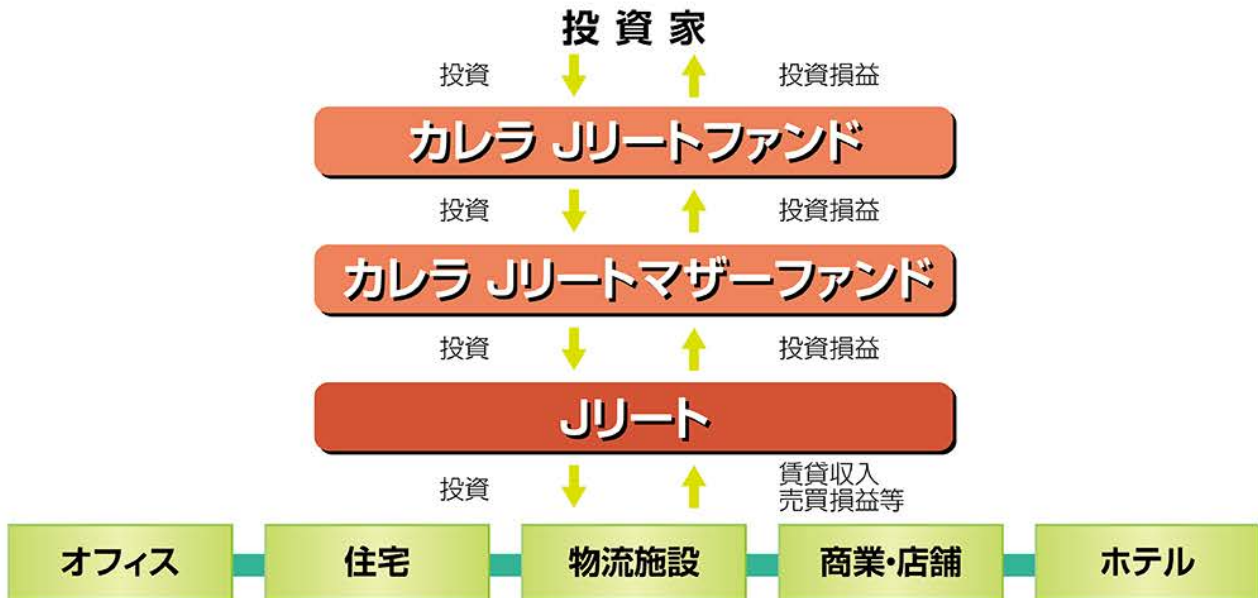 投資家
投資 投資損益
カレラ Jリートファンド
投資 投資損益
カレラ Jリートマザーファンド
投資 投資損益
Jリート
投資 賃貸収入
売買損益等
オフィス 住宅 物流施設 商業・店舗 ホテル